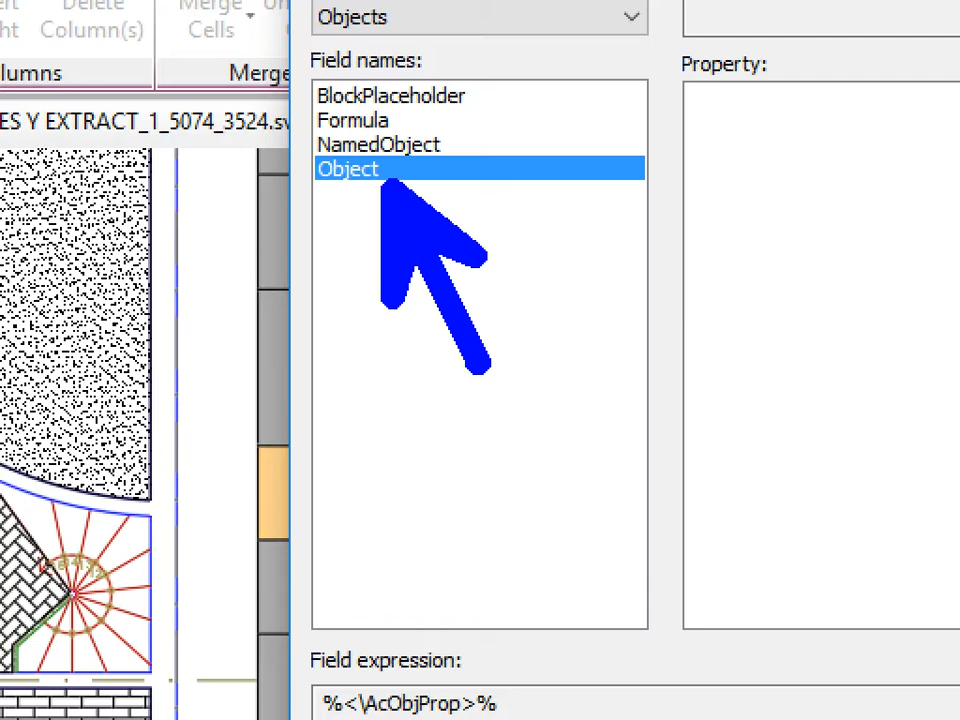 Delete
Column(s)
Merge
Cells
Merge
Objects
Field names:
Property:
BlockPlaceholder
Formula
NamedObject
Object
ES Y EXTRACT_1_5074_3524.sv
Field expression:
%<\AcObjProp>%